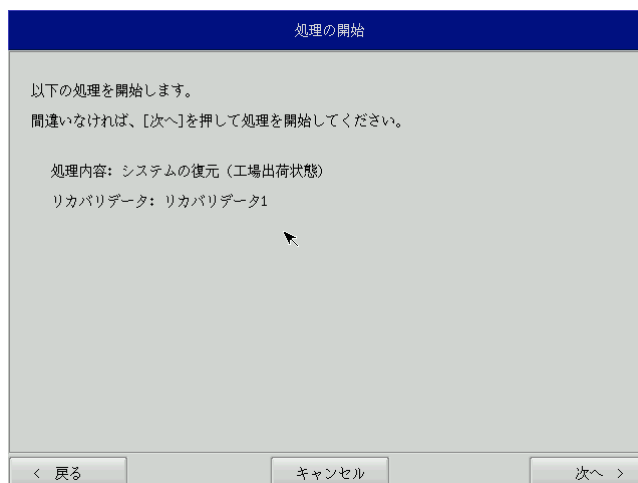 処理の開始
以下の処理を開始します。
間違いなければ、[次へ]を押して処理を開始してください。
処理内容: システムの復元（工場出荷状態）
リカバリデータ: リカバリデータ1
< 戻る
キャンセル
次へ >